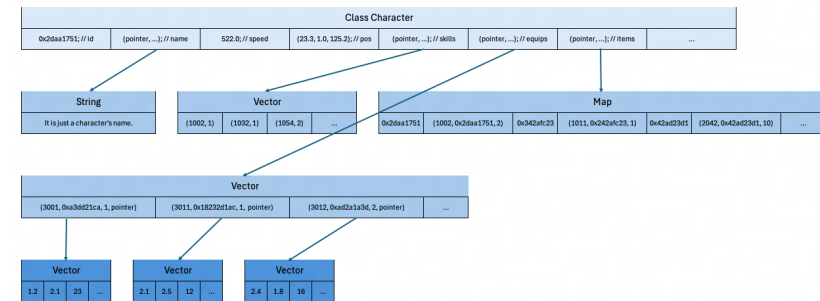 Class Character
0x2daa1751; // id
(pointer, ...); // name
522.0; // speed
(23.3, 1.0, 125.2); // pos
(pointer, ...); // skills
(pointer, ...); // equips
(pointer, ...); // items
...
String
It is just a character's name.
Vector
(1002, 1)
(1032, 1)
(1054, 2)
...
Map
0x2daa1751
(1002, 0x2daa1751, 2)
0x342afc23
(1011, 0x242afc23, 1)
0x42ad23d1
(2042, 0x42ad23d1, 10)
...
Vector
(3001, 0xa3dd21ca, 1, pointer)
(3011, 0x18232d1ac, 1, pointer)
(3012, 0xad2a1a3d, 2, pointer)
...
Vector
1.2
2.1
23
...
Vector
2.1
2.5
12
...
Vector
2.4
1.8
16
...